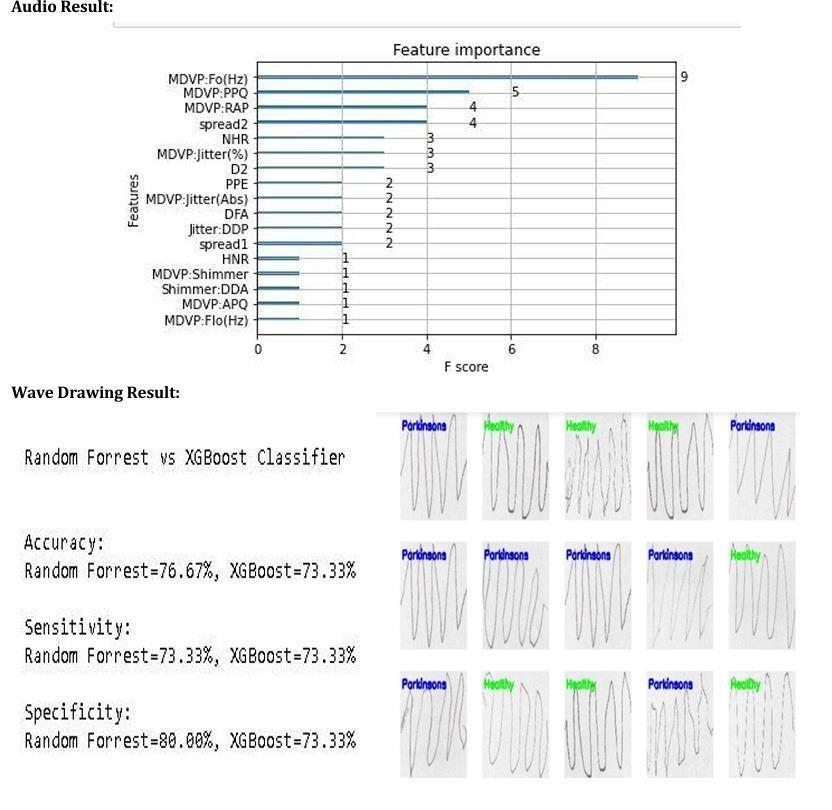 Audio Result:
Feature importance
MDVP:Fo(Hz) 9
MDVP:PPQ 5
MDVP:RAP 4
spread2 4
NHR 3
MDVP:Jitter(%) 3
D2 3
PPE 2
MDVP:Jitter(Abs) 2
DFA 2
Jitter:DDP 2
spread1 2
HNR 1
MDVP:Shimmer 1
Shimmer:DDA 1
MDVP:APQ 1
MDVP:Flo(Hz) 1
Features
0 2 4 6 8
F score
Wave Drawing Result:
Random Forrest vs XGBoost Classifier
Accuracy:
Random Forrest=76.67%, XGBoost=73.33%
Sensitivity:
Random Forrest=73.33%, XGBoost=73.33%
Specificity:
Random Forrest=80.00%, XGBoost=73.33%
Parkinsons Healthy Healthy Healthy Parkinsons
Parkinsons Parkinsons Parkinsons Parkinsons Healthy
Parkinsons Healthy Healthy Parkinsons Healthy